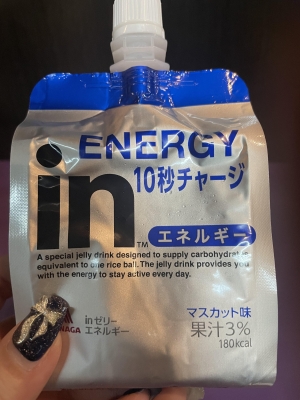 ENERGY
in
10秒チャージ
TM
エネルギー
A special jelly drink designed to supply carbohydrates
equivalent to one rice ball. The jelly drink provides you
with the energy to stay active every day.
マスカット味
inゼリー
果汁3%
エネルギー
180kcal